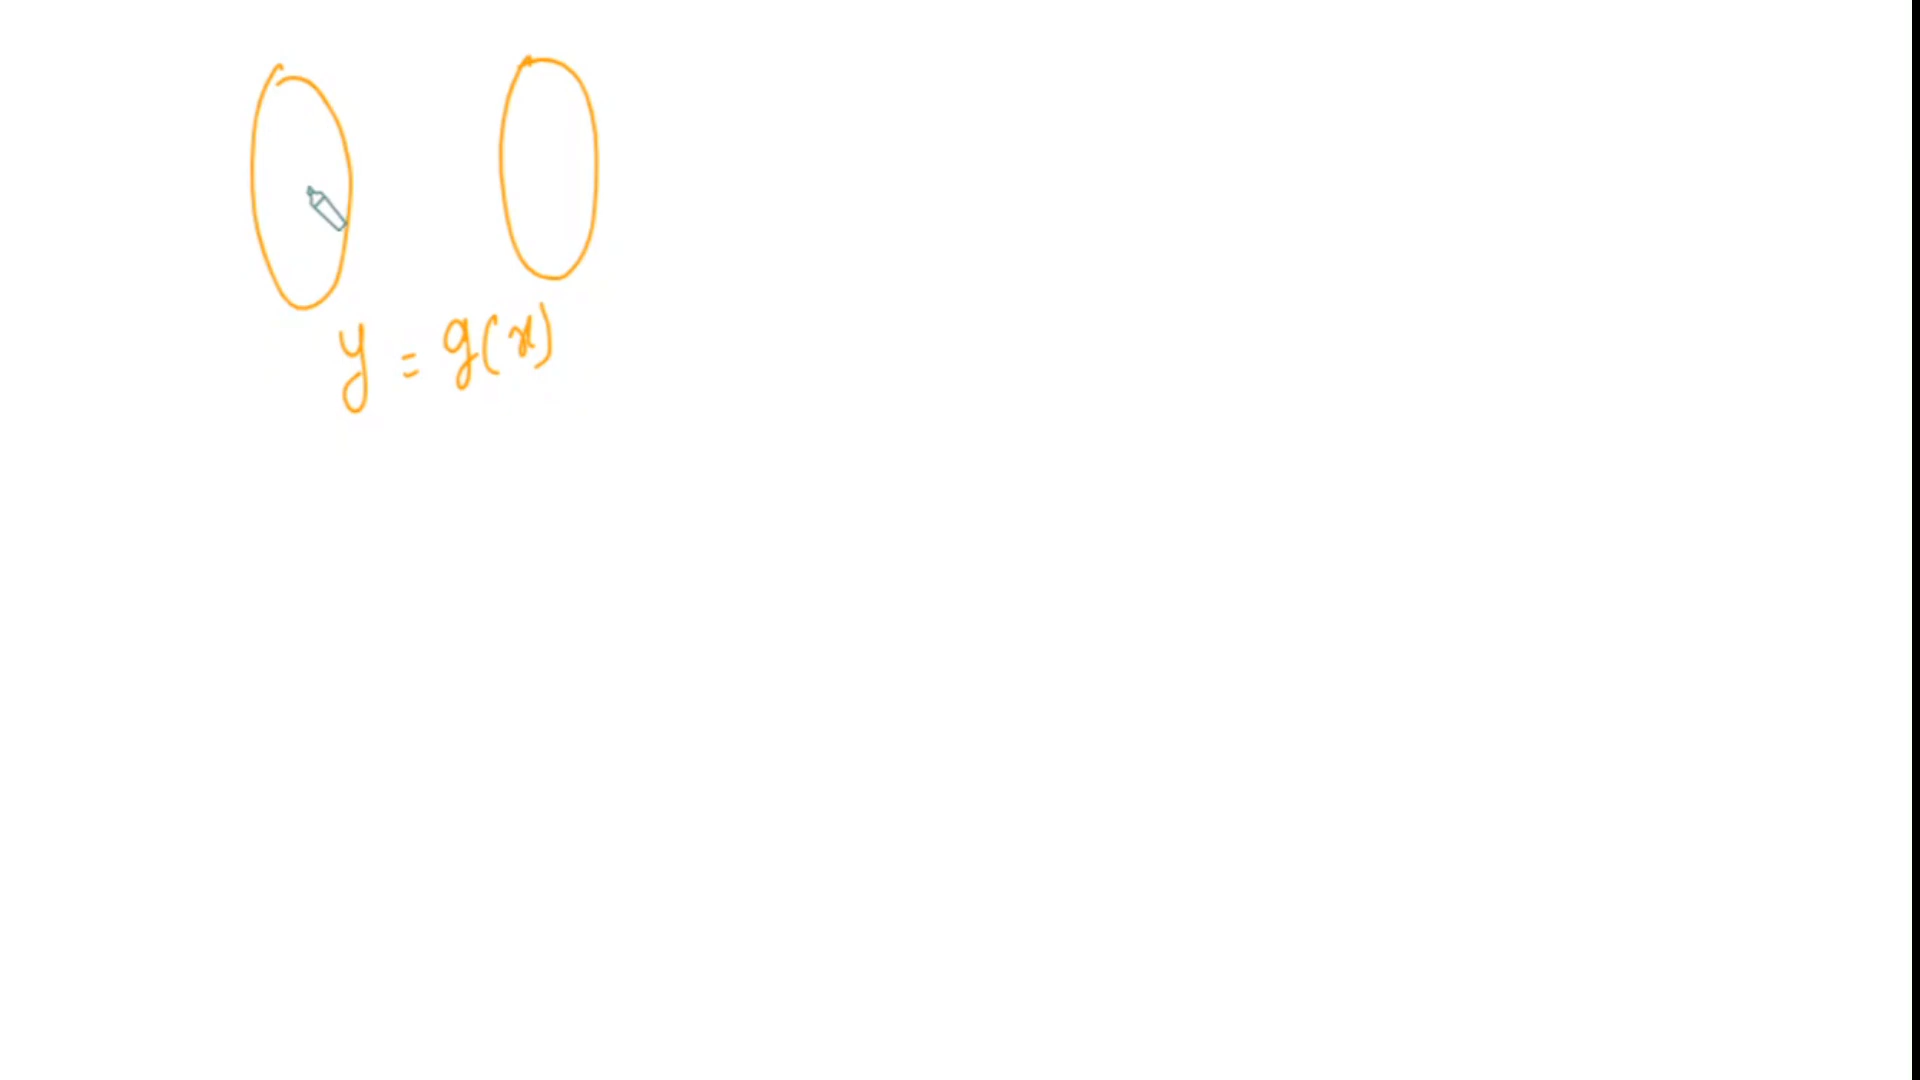 y = g(x)